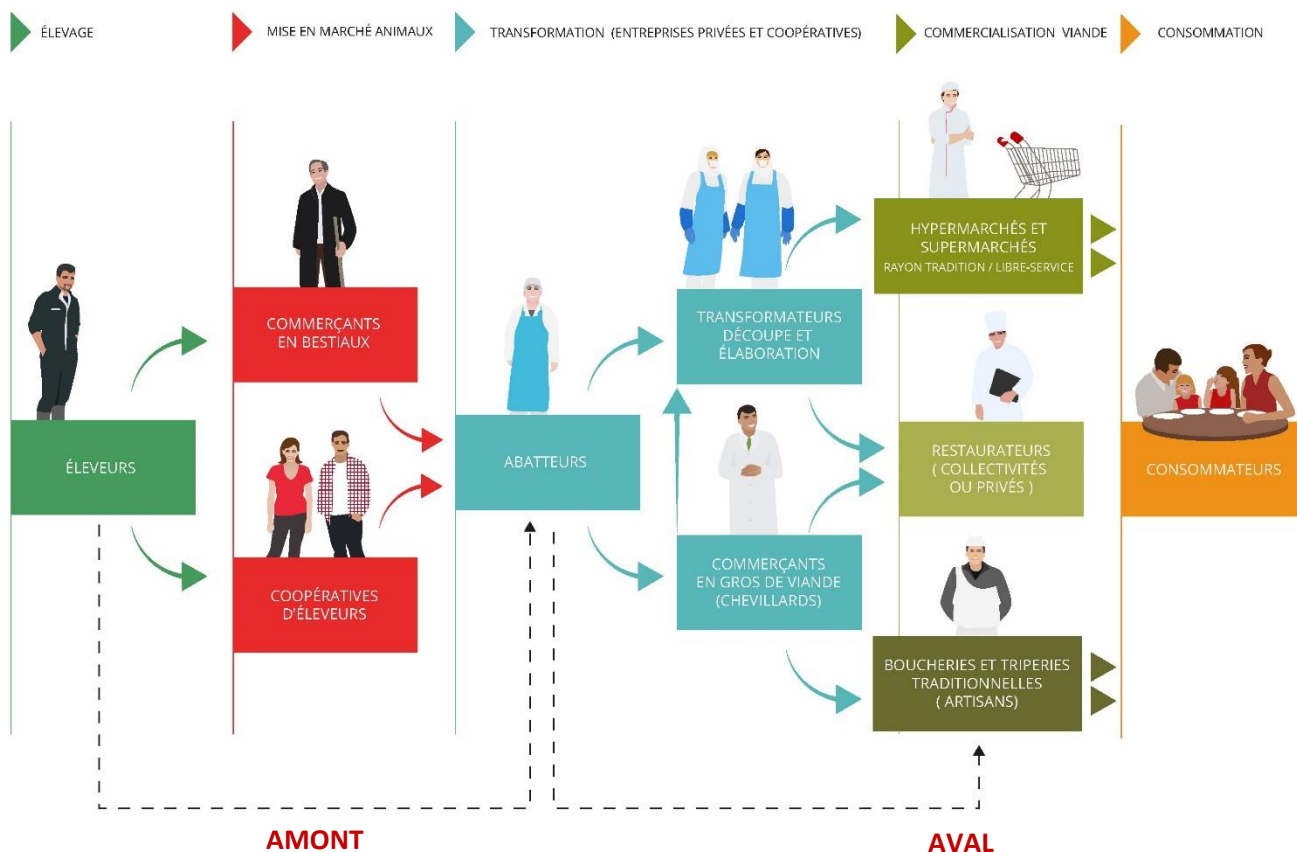 ÉLEVAGE
MISE EN MARCHÉ ANIMAUX
TRANSFORMATION (ENTREPRISES PRIVÉES ET COOPÉRATIVES)
COMMERCIALISATION VIANDE
CONSOMMATION
HYPERMARCHÉS ET
SUPERMARCHÉS
RAYON TRADITION / LIBRE-SERVICE
COMMERÇANTS
EN BESTIAUX
TRANSFORMATEURS
DÉCOUPE ET
ÉLABORATION
ÉLEVEURS
ABATTEURS
RESTAURATEURS
( COLLECTIVITÉS
OU PRIVÉS )
CONSOMMATEURS
COOPÉRATIVES
D'ÉLEVEURS
COMMERÇANTS
EN GROS DE VIANDE
(CHEVILLARDS)
BOUCHERIES ET TRIPERIES
TRADITIONNELLES
( ARTISANS)
AMONT
AVAL